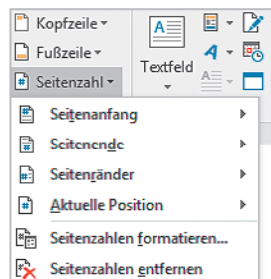 Kopfzeile
Fußzeile
Seitenzahl
Textfeld
Seitenanfang
Seitenende
Seitenränder
Aktuelle Position
Seitenzahlen formatieren...
Seitenzahlen entfernen